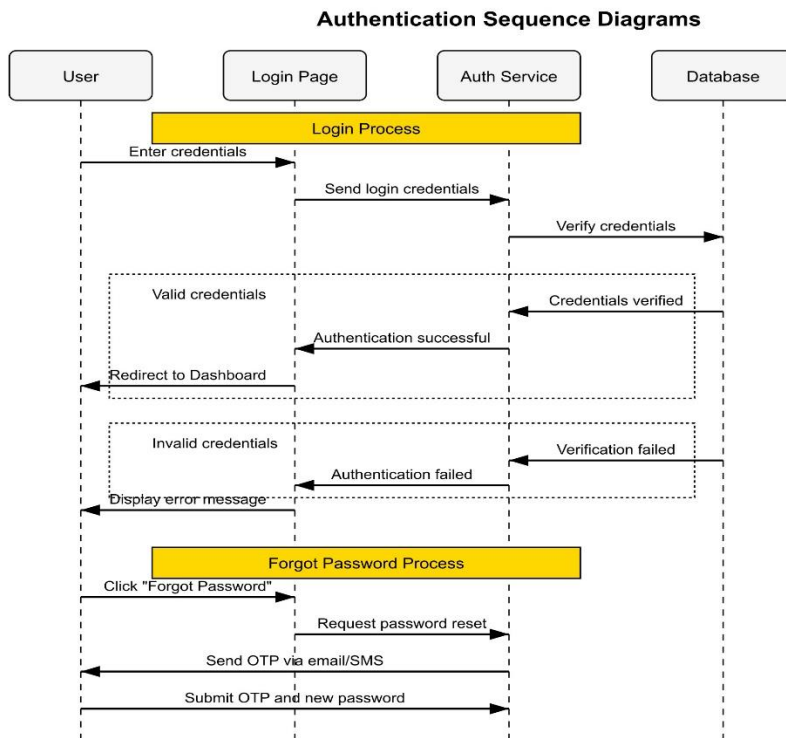 Authentication Sequence Diagrams
User
Login Page
Auth Service
Database
Login Process
Enter credentials
Send login credentials
Verify credentials
Valid credentials
Credentials verified
Authentication successful
Redirect to Dashboard
Invalid credentials
Verification failed
Authentication failed
Display error message
Forgot Password Process
Click "Forgot Password"
Request password reset
Send OTP via email/SMS
Submit OTP and new password